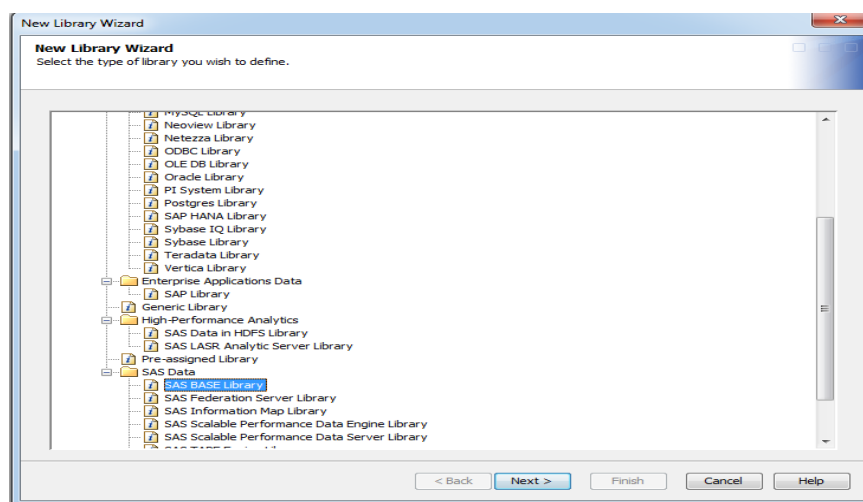 New Library Wizard
New Library Wizard
Select the type of library you wish to define.
MySQL Library
Neoview Library
Netezza Library
ODBC Library
OLE DB Library
Oracle Library
PI System Library
Postgres Library
SAP HANA Library
Sybase IQ Library
Sybase Library
Teradata Library
Vertica Library
Enterprise Applications Data
SAP Library
Generic Library
High-Performance Analytics
SAS Data in HDFS Library
SAS LASR Analytic Server Library
Pre-assigned Library
SAS Data
SAS BASE Library
SAS Federation Server Library
SAS Information Map Library
SAS Scalable Performance Data Engine Library
SAS Scalable Performance Data Server Library
< Back Next > Finish Cancel Help